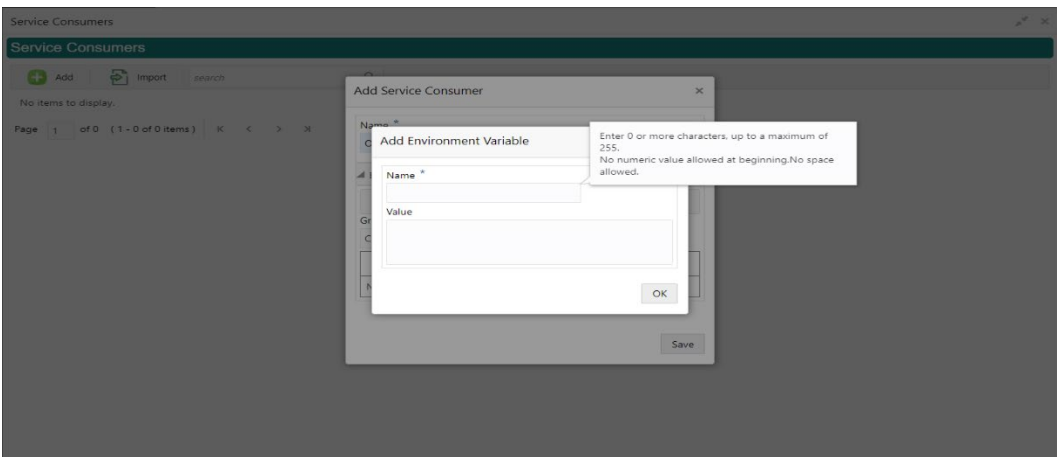 Service Consumers
Service Consumers
Add Import search
No items to display.
Page 1 of 0 ( 1 - 0 of 0 items )
Add Service Consumer
Name *
Add Environment Variable
Enter 0 or more characters, up to a maximum of
255.
No numeric value allowed at beginning.No space
allowed.
Name *
Value
OK
Save